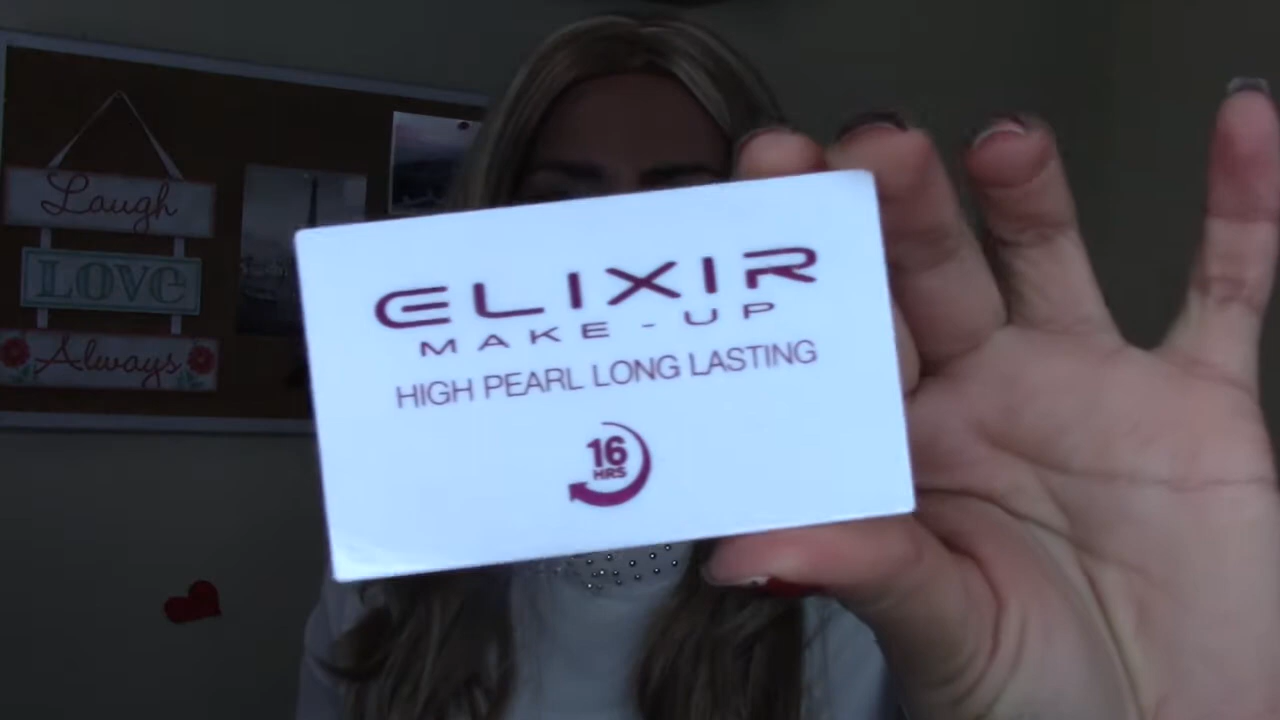 Laugh
LOVE
Always
ELIXIR
MAKE-UP
HIGH PEARL LONG LASTING
16
HRS